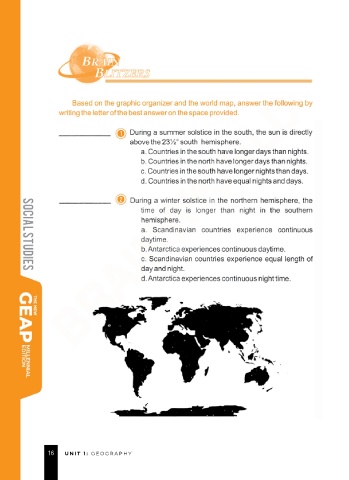 BRAIN
BLITZERS
Based on the graphic organizer and the world map, answer the following by
writing the letter of the best answer on the space provided.
1 During a summer solstice in the south, the sun is directly
above the 23½° south hemisphere.
a. Countries in the south have longer days than nights.
b. Countries in the north have longer days than nights.
c. Countries in the south have longer nights than days.
d. Countries in the north have equal nights and days.
2 During a winter solstice in the northern hemisphere, the
time of day is longer than night in the southern
hemisphere.
a. Scandinavian countries experience continuous
daytime.
b. Antarctica experiences continuous daytime.
c. Scandinavian countries experience equal length of
day and night.
d. Antarctica experiences continuous night time.
SOCIAL STUDIES
THE NEW
GEAP
MILLENNIAL
EDITION
16 UNIT I: GEOGRAPHY